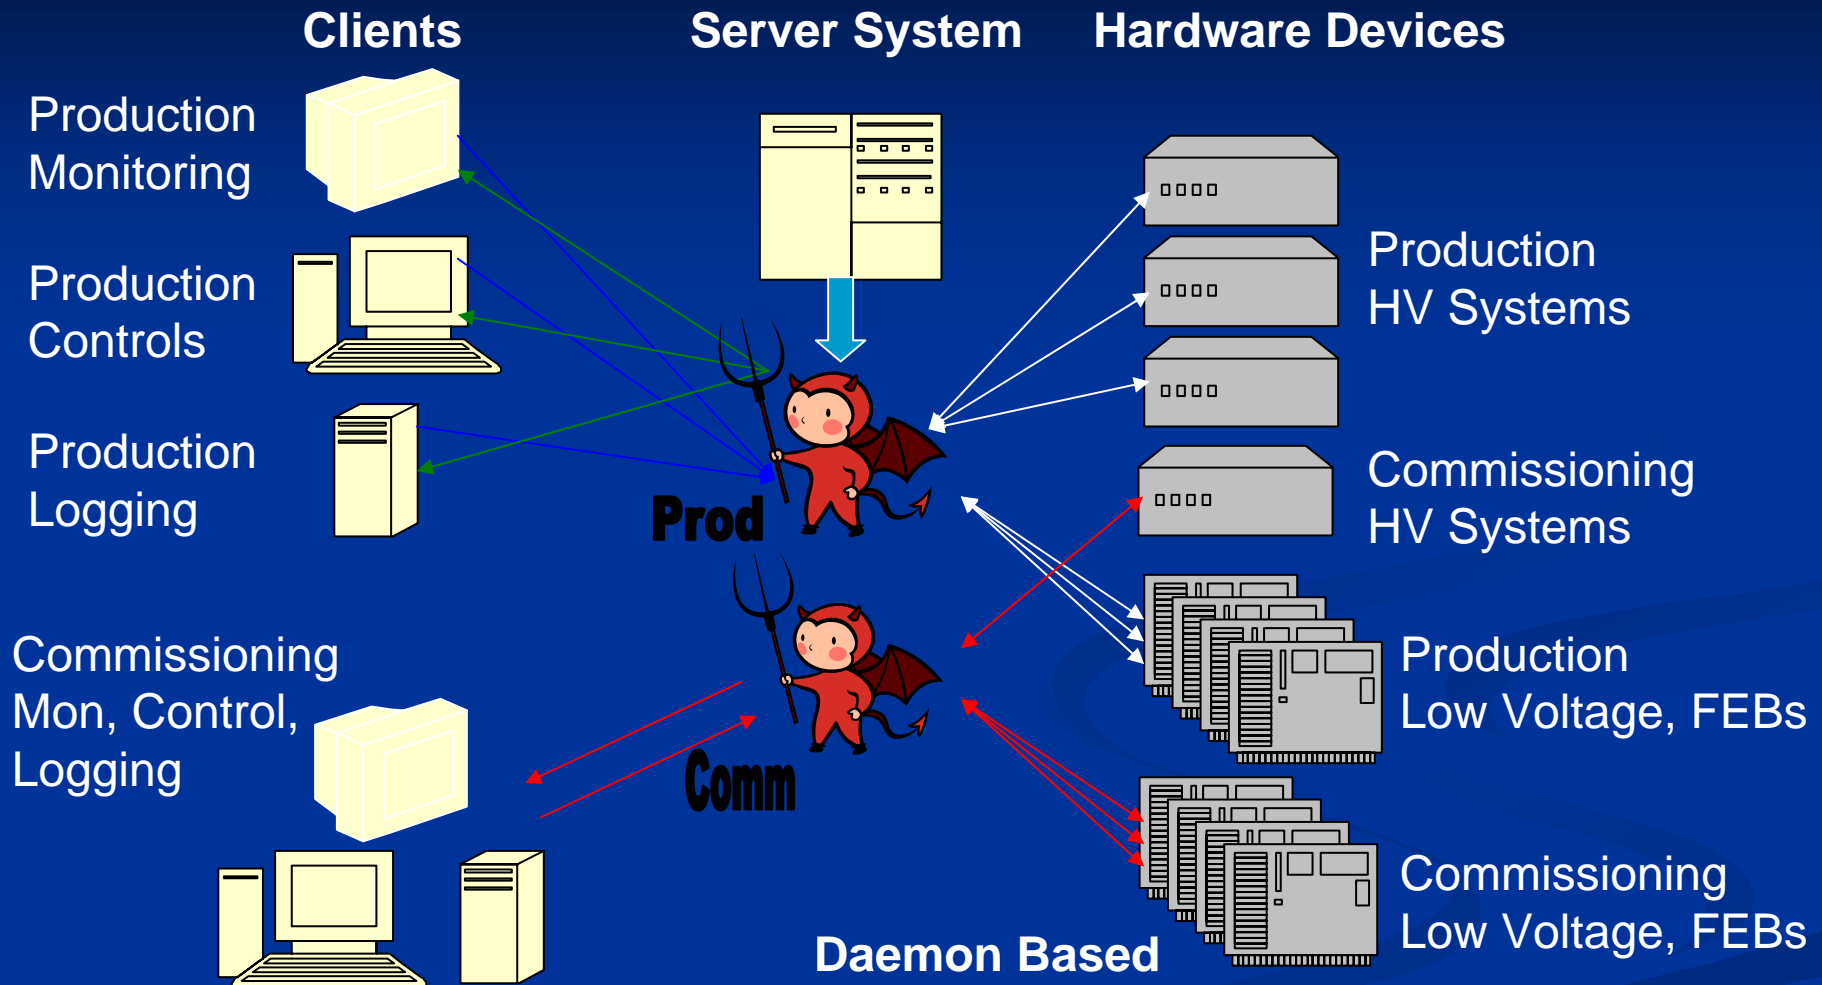 Clients
Server System
Hardware Devices
Production
Monitoring
Production
Controls
Production
Logging
Commissioning
Mon, Control,
Logging
Prod
Comm
Production
HV Systems
Commissioning
HV Systems
Production
Low Voltage, FEBs
Commissioning
Low Voltage, FEBs
Daemon Based